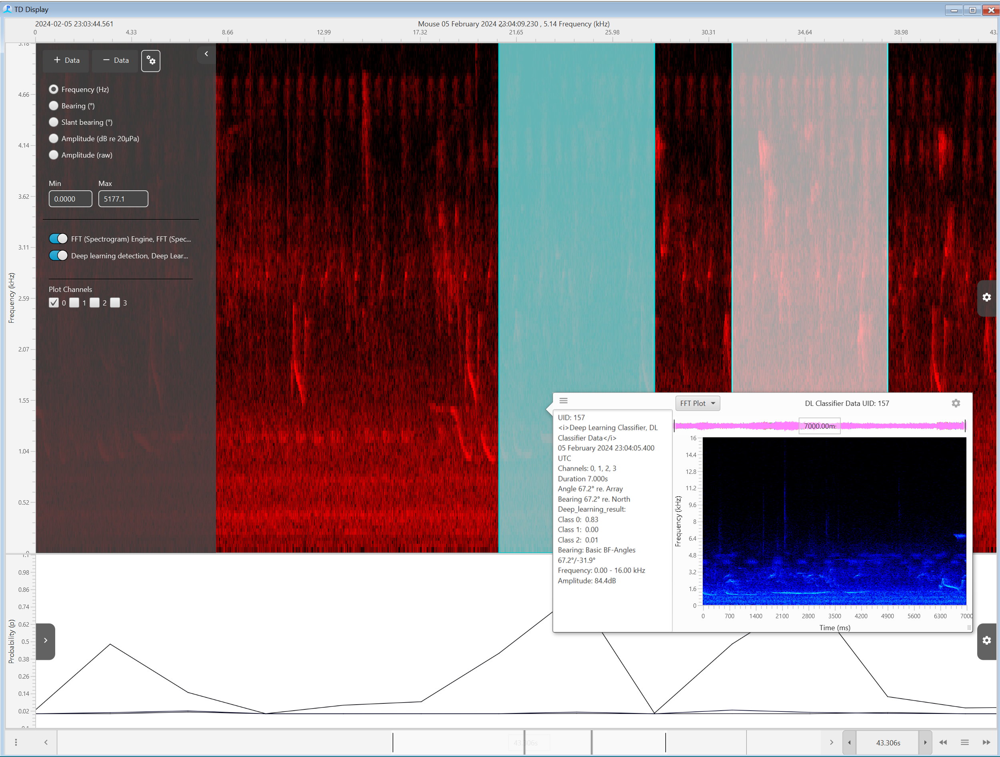 TD Display
2024-02-05 23:03:44.561
Mouse 05 February 2024 23:04:09.230 , 5.14 Frequency (kHz)
0 4.33 8.66 12.99 17.32 21.65 25.98 30.31 34.64 38.98 43.
5.18
4.66
4.14
3.62
3.11
2.59
2.07
1.55
1.04
0.52
0
Frequency (kHz)
+ Data
− Data
Frequency (Hz)
Bearing (°)
Slant bearing (°)
Amplitude (dB re 20μPa)
Amplitude (raw)
Min Max
0.0000 5177.1
FFT (Spectrogram) Engine, FFT (Spec...
Deep learning detection, Deep Lear...
Plot Channels
0 1 2 3
UID: 157
<i>Deep Learning Classifier, DL
Classifier Data</i>
05 February 2024 23:04:05.400
UTC
Channels: 0, 1, 2, 3
Duration 7.000s
Angle 67.2° re. Array
Bearing 67.2° re. North
Deep_learning_result:
Class 0: 0.83
Class 1: 0.00
Class 2: 0.01
Bearing: Basic BF-Angles
67.2°/-31.9°
Frequency: 0.00 - 16.00 kHz
Amplitude: 84.4dB
FFT Plot
DL Classifier Data UID: 157
7000.00m
16
14.4
12.8
11.2
9.6
8
6.4
4.8
3.2
1.6
0
Frequency (kHz)
0 700 1400 2100 2800 3500 4200 4900 5600 6300 7000
Time (ms)
1.1
0.98
0.86
0.74
0.62
0.5
0.38
0.26
0.14
0.02
-0.1
Probability (p)
43.306s
43.306s